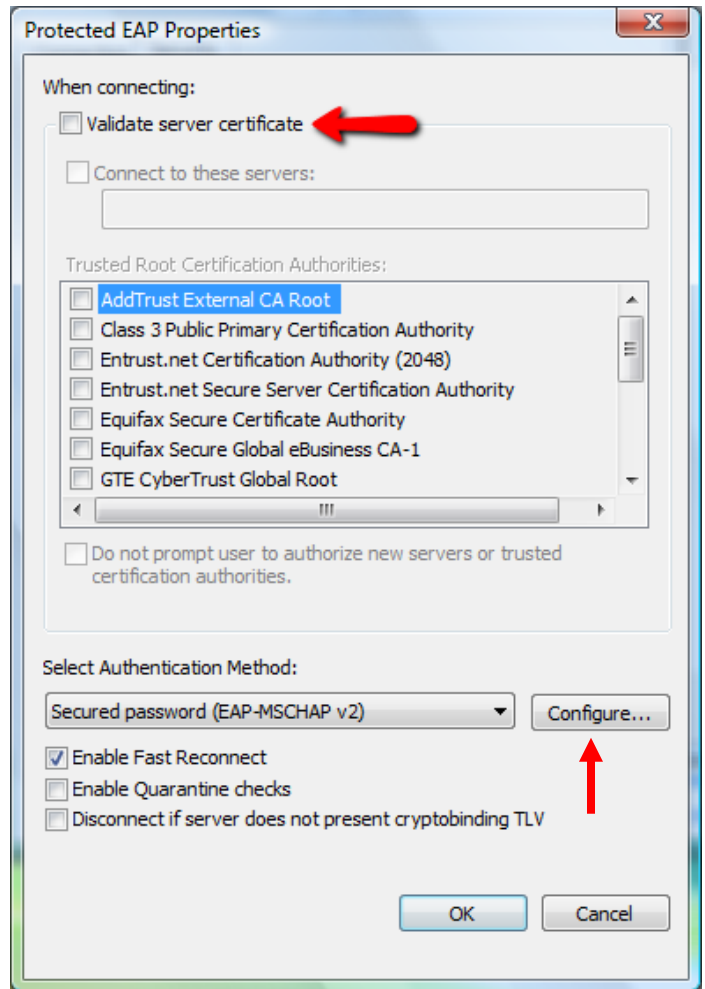 Protected EAP Properties
When connecting:
Validate server certificate
Connect to these servers:
Trusted Root Certification Authorities:
AddTrust External CA Root
Class 3 Public Primary Certification Authority
Entrust.net Certification Authority (2048)
Entrust.net Secure Server Certification Authority
Equifax Secure Certificate Authority
Equifax Secure Global eBusiness CA-1
GTE CyberTrust Global Root
Do not prompt user to authorize new servers or trusted
certification authorities.
Select Authentication Method:
Secured password (EAP-MSCHAP v2)
Configure...
Enable Fast Reconnect
Enable Quarantine checks
Disconnect if server does not present cryptobinding TLV
OK
Cancel